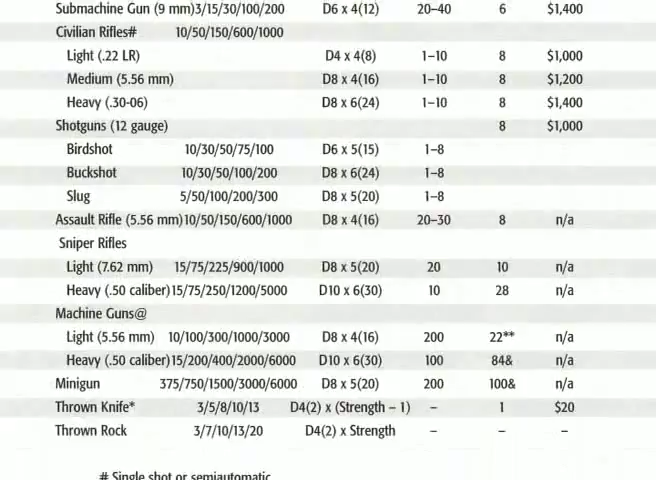 Submachine Gun (9 mm)3/15/30/100/200 D6 x 4(12) 20–40 6 $1,400
Civilian Rifles# 10/50/150/600/1000
Light (.22 LR) D4 x 4(8) 1–10 8 $1,000
Medium (5.56 mm) D8 x 4(16) 1–10 8 $1,200
Heavy (.30-06) D8 x 6(24) 1–10 8 $1,400
Shotguns (12 gauge) 8 $1,000
Birdshot 10/30/50/75/100 D6 x 5(15) 1–8
Buckshot 10/30/50/100/200 D8 x 6(24) 1–8
Slug 5/50/100/200/300 D8 x 5(20) 1–8
Assault Rifle (5.56 mm)10/50/150/600/1000 D8 x 4(16) 20–30 8 n/a
Sniper Rifles
Light (7.62 mm) 15/75/225/900/1000 D8 x 5(20) 20 10 n/a
Heavy (.50 caliber)15/75/250/1200/5000 D10 x 6(30) 10 28 n/a
Machine Guns@
Light (5.56 mm) 10/100/300/1000/3000 D8 x 4(16) 200 22** n/a
Heavy (.50 caliber)15/200/400/2000/6000 D10 x 6(30) 100 84& n/a
Minigun 375/750/1500/3000/6000 D8 x 5(20) 200 100& n/a
Thrown Knife* 3/5/8/10/13 D4(2) x (Strength – 1) – 1 $20
Thrown Rock 3/7/10/13/20 D4(2) x Strength – – –
# Single shot or semiautomatic